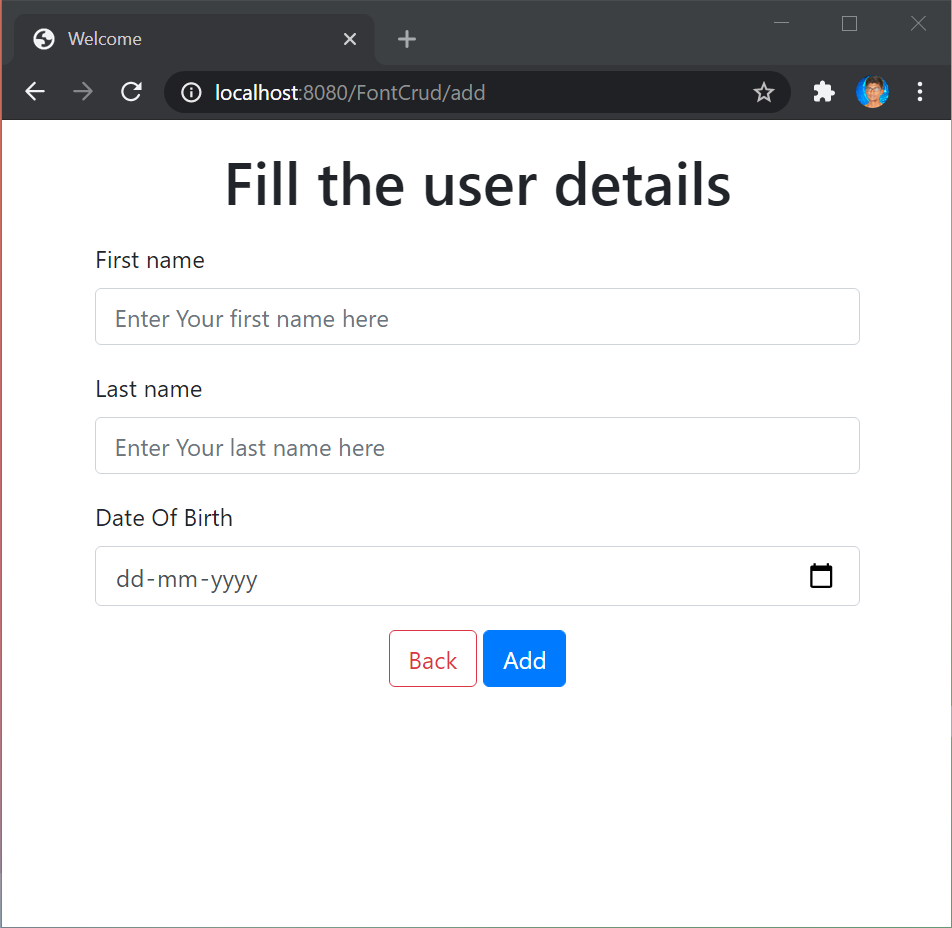 Welcome
localhost:8080/FontCrud/add
Fill the user details
First name
Enter Your first name here
Last name
Enter Your last name here
Date Of Birth
dd-mm-yyyy
Back Add